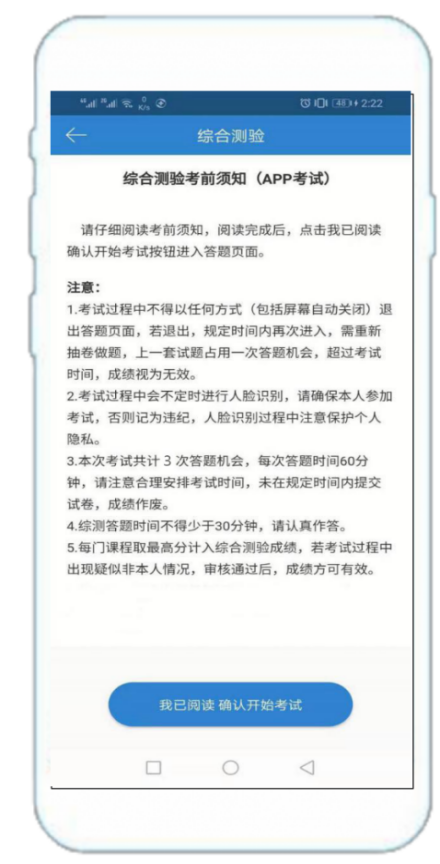 46 26 0 K/s 48 2:22
综合测验
综合测验考前须知（APP考试）
请仔细阅读考前须知，阅读完成后，点击我已阅读
确认开始考试按钮进入答题页面。
注意：
1.考试过程中不得以任何方式（包括屏幕自动关闭）退
出答题页面，若退出，规定时间内再次进入，需重新
抽卷做题，上一套试题占用一次答题机会，超过考试
时间，成绩视为无效。
2.考试过程中会不定时进行人脸识别，请确保本人参加
考试，否则记为违纪，人脸识别过程中注意保护个人
隐私。
3.本次考试共计 3 次答题机会，每次答题时间60分
钟，请注意合理安排考试时间，未在规定时间内提交
试卷，成绩作废。
4.综测答题时间不得少于30分钟，请认真作答。
5.每门课程取最高分计入综合测验成绩，若考试过程中
出现疑似非本人情况，审核通过后，成绩方可有效。
我已阅读 确认开始考试